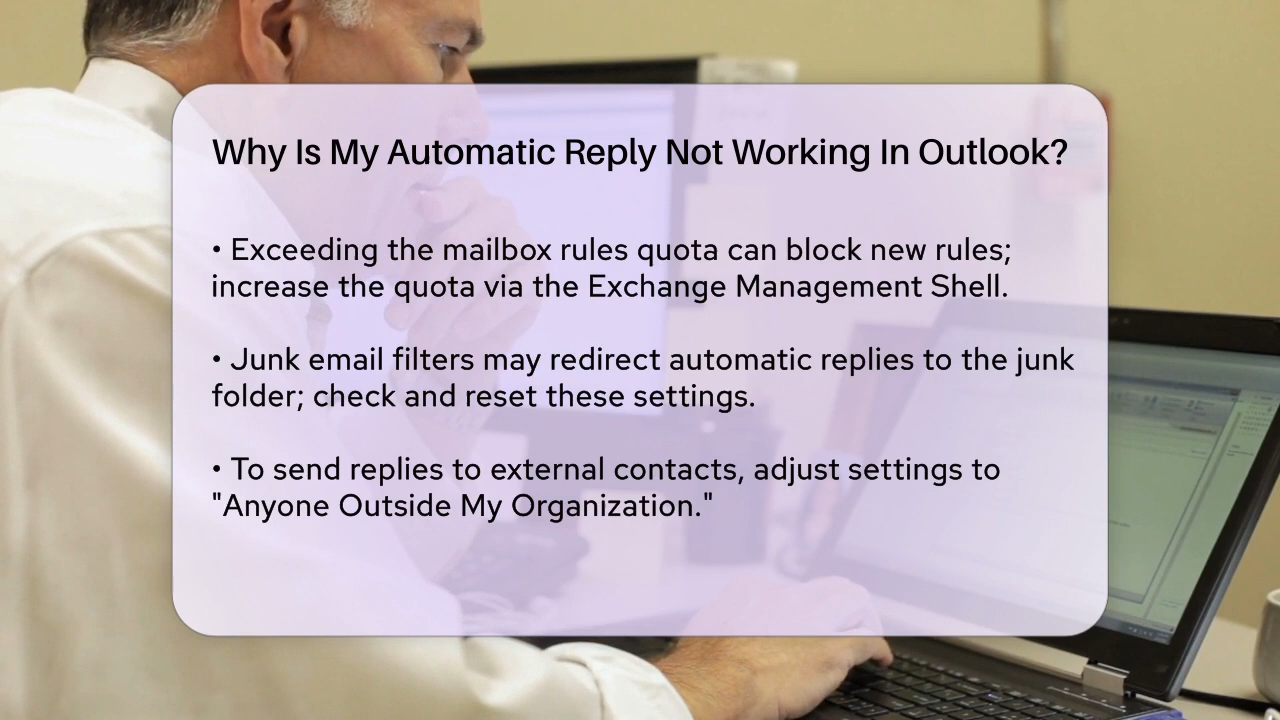 Why Is My Automatic Reply Not Working In Outlook?
• Exceeding the mailbox rules quota can block new rules;
increase the quota via the Exchange Management Shell.
• Junk email filters may redirect automatic replies to the junk
folder; check and reset these settings.
• To send replies to external contacts, adjust settings to
"Anyone Outside My Organization."